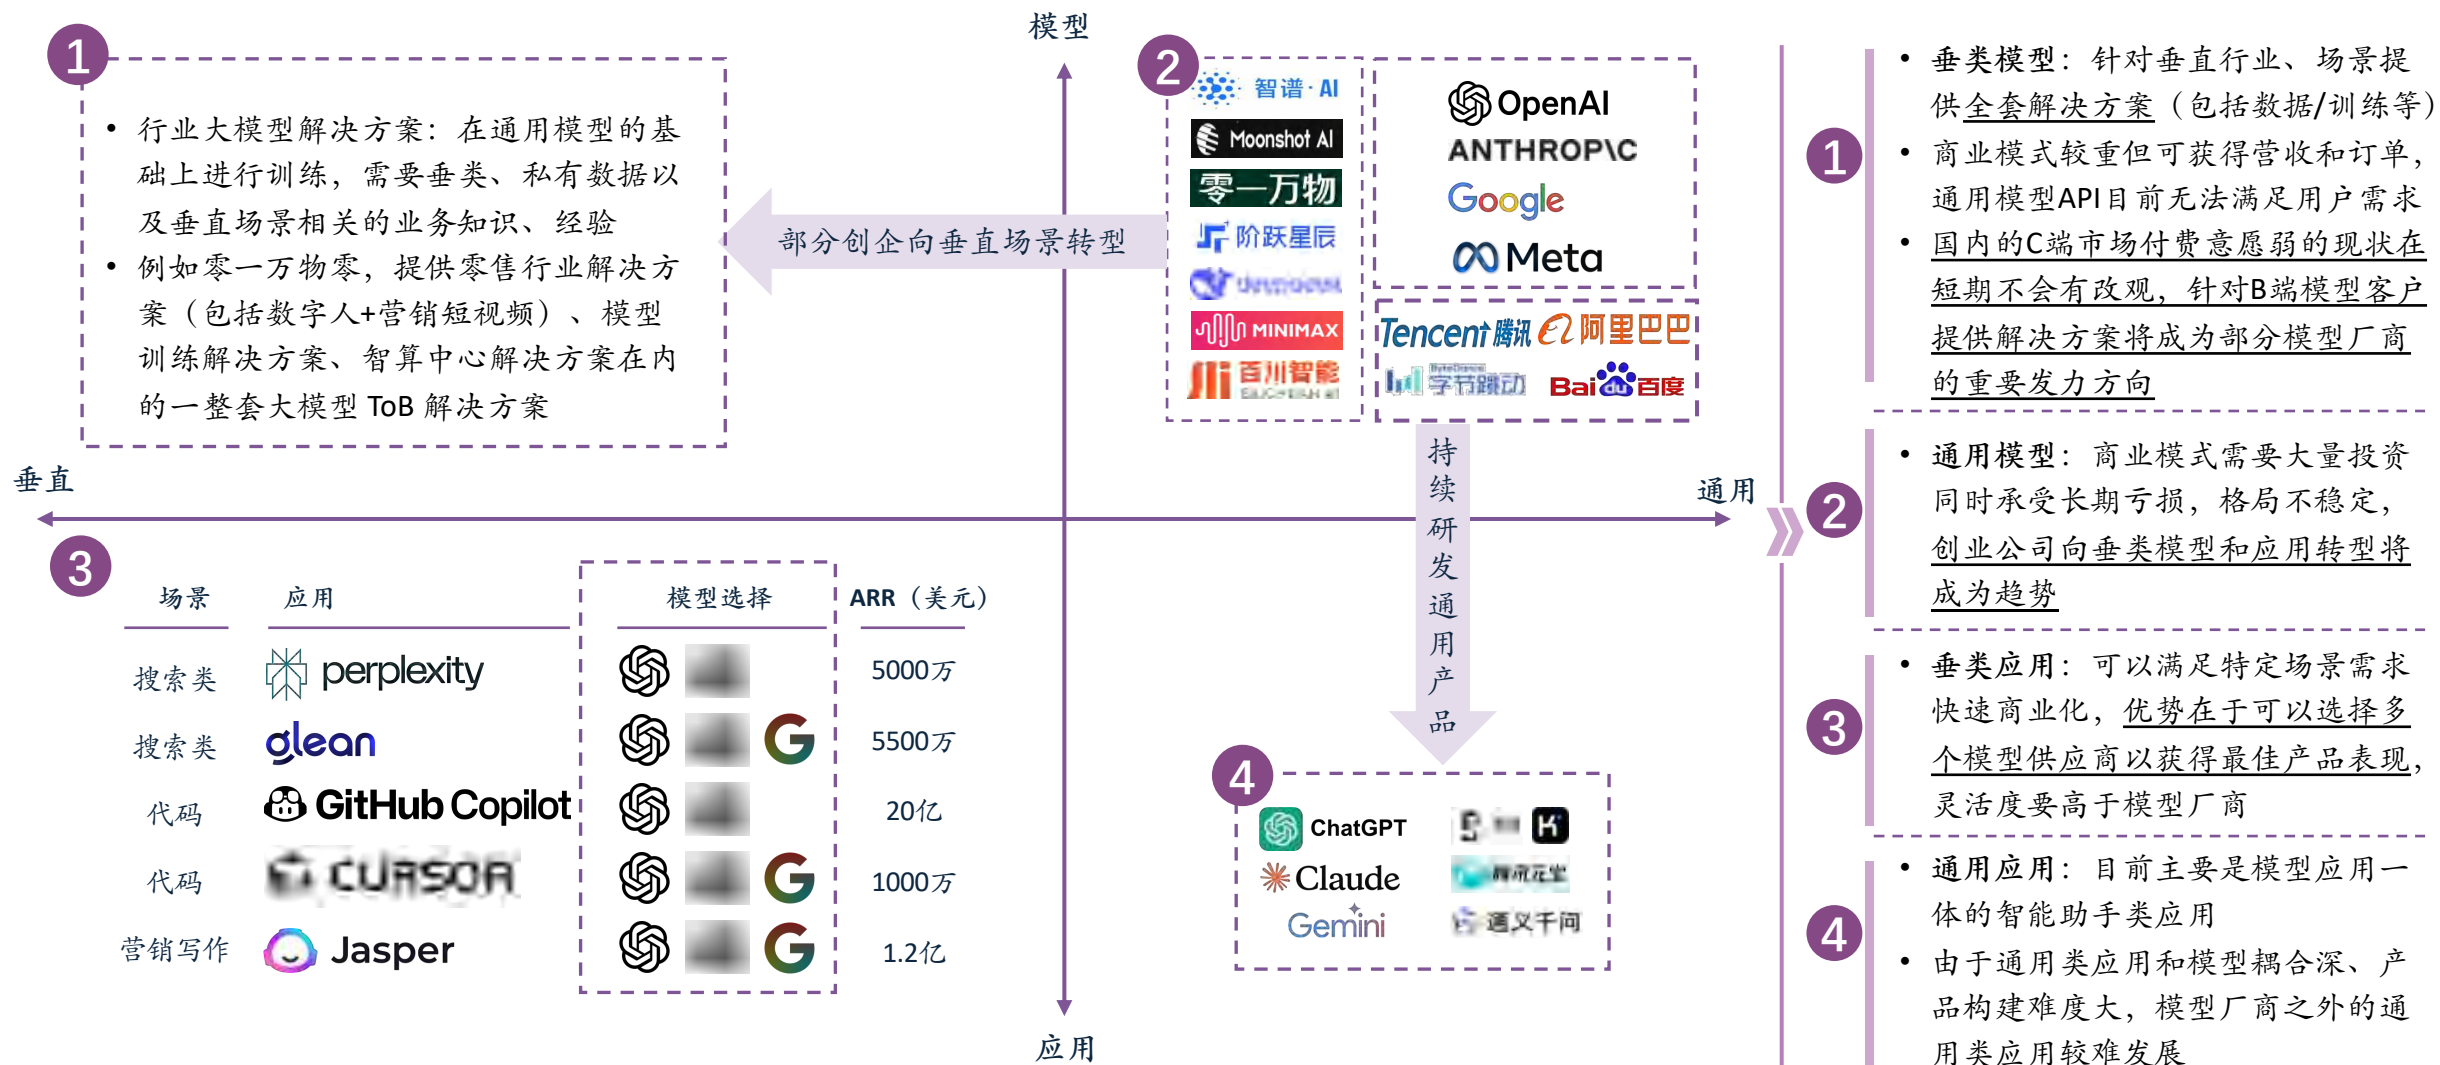 模型
1
• 行业大模型解决方案：在通用模型的基
础上进行训练，需要垂类、私有数据以
及垂直场景相关的业务知识、经验
• 例如零一万物零，提供零售行业解决方
案（包括数字人+营销短视频）、模型
训练解决方案、智算中心解决方案在内
的一整套大模型 ToB 解决方案
部分创企向垂直场景转型
2
智谱·AI
Moonshot AI
零一万物
阶跃星辰
MINIMAX
百川智能
OpenAI
ANTHROP\C
Google
Meta
Tencent 腾讯
阿里巴巴
字节跳动
Bai du 百度
垂直
通用
持续研发通用产品
3
场景 应用 模型选择 ARR（美元）
搜索类 perplexity 5000万
搜索类 glean G 5500万
代码 GitHub Copilot 20亿
代码 CURSOR G 1000万
营销写作 Jasper G 1.2亿
4
ChatGPT
Claude
Gemini
K
腾讯元宝
通义千问
应用
1
• 垂类模型：针对垂直行业、场景提
供全套解决方案（包括数据/训练等）
• 商业模式较重但可获得营收和订单，
通用模型API目前无法满足用户需求
• 国内的C端市场付费意愿弱的现状在
短期不会有改观，针对B端模型客户
提供解决方案将成为部分模型厂商
的重要发力方向
2
• 通用模型：商业模式需要大量投资
同时承受长期亏损，格局不稳定，
创业公司向垂类模型和应用转型将
成为趋势
3
• 垂类应用：可以满足特定场景需求
快速商业化，优势在于可以选择多
个模型供应商以获得最佳产品表现，
灵活度要高于模型厂商
4
• 通用应用：目前主要是模型应用一
体的智能助手类应用
• 由于通用类应用和模型耦合深、产
品构建难度大，模型厂商之外的通
用类应用较难发展